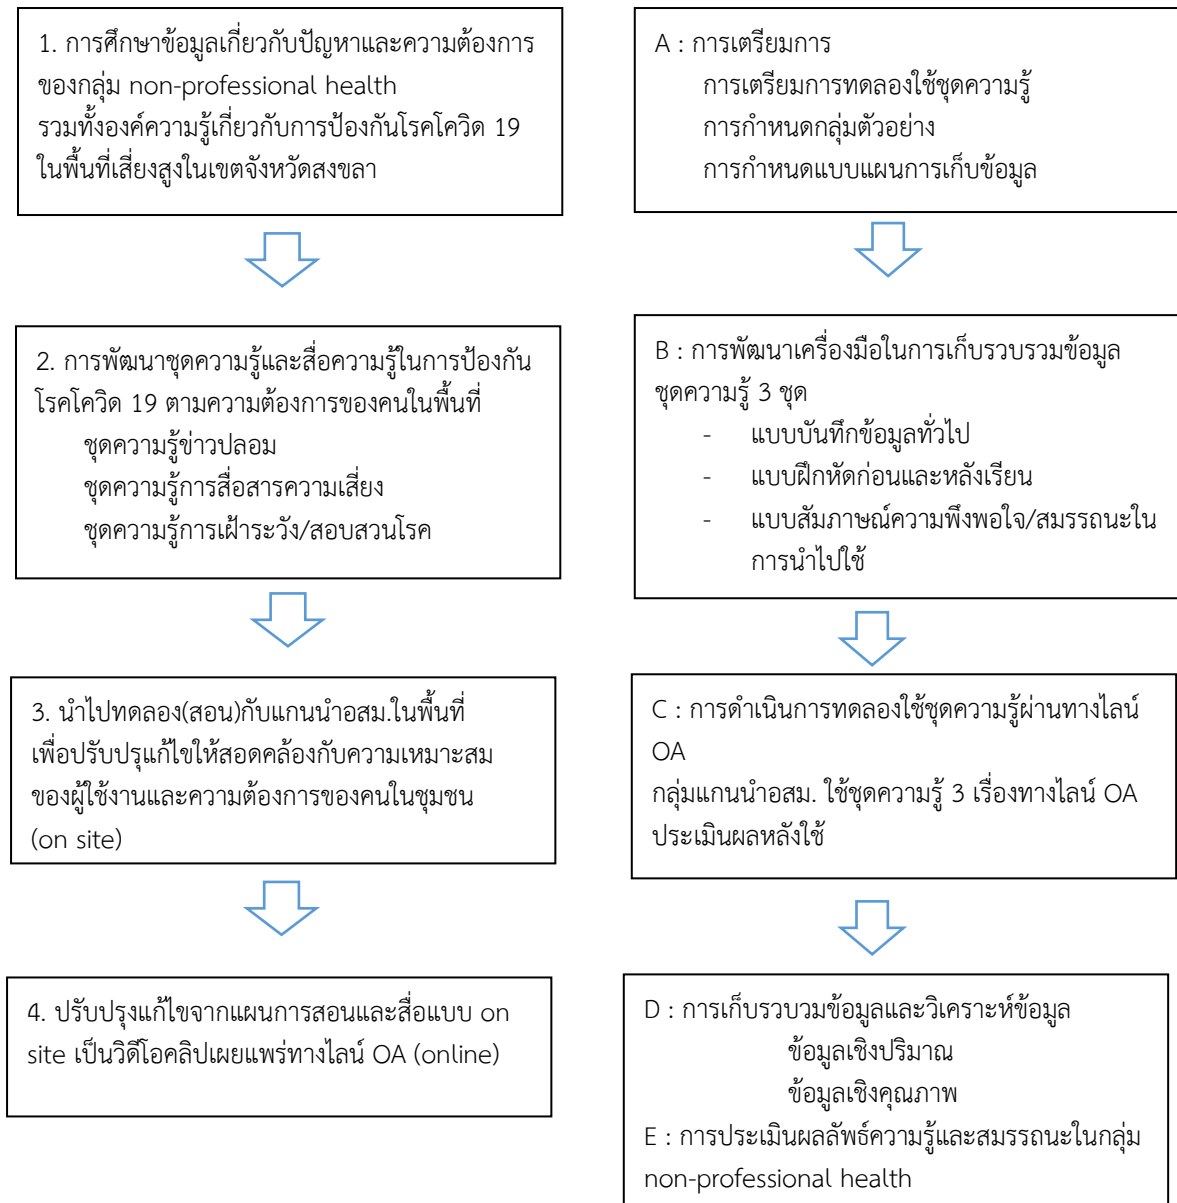 1. การศึกษาข้อมูลเกี่ยวกับปัญหาและความต้องการ
ของกลุ่ม non-professional health
รวมทั้งองค์ความรู้เกี่ยวกับการป้องกันโรคโควิด 19
ในพื้นที่เสี่ยงสูงในเขตจังหวัดสงขลา
2. การพัฒนาชุดความรู้และสื่อความรู้ในการป้องกัน
โรคโควิด 19 ตามความต้องการของคนในพื้นที่
ชุดความรู้ข่าวปลอม
ชุดความรู้การสื่อสารความเสี่ยง
ชุดความรู้การเฝ้าระวัง/สอบสวนโรค
3. นำไปทดลอง(สอน)กับแกนนำอสม.ในพื้นที่
เพื่อปรับปรุแก้ไขให้สอดคล้องกับความเหมาะสม
ของผู้ใช้งานและความต้องการของคนในชุมชน
(on site)
4. ปรับปรุงแก้ไขจากแผนการสอนและสื่อแบบ on
site เป็นวิดีโอคลิปเผยแพร่ทางไลน์ OA (online)
A : การเตรียมการ
การเตรียมการทดลองใช้ชุดความรู้
การกำหนดกลุ่มตัวอย่าง
การกำหนดแบบแผนการเก็บข้อมูล
B : การพัฒนาเครื่องมือในการเก็บรวบรวมข้อมูล
ชุดความรู้ 3 ชุด
- แบบบันทึกข้อมูลทั่วไป
- แบบฝึกหัดก่อนและหลังเรียน
- แบบสัมภาษณ์ความพึงพอใจ/สมรรถนะใน
การนำไปใช้
C : การดำเนินการทดลองใช้ชุดความรู้ผ่านทางไลน์
OA
กลุ่มแกนนำอสม. ใช้ชุดความรู้ 3 เรื่องทางไลน์ OA
ประเมินผลหลังใช้
D : การเก็บรวบวมข้อมูลและวิเคราะห์ข้อมูล
ข้อมูลเชิงปริมาณ
ข้อมูลเชิงคุณภาพ
E : การประเมินผลลัพธ์ความรู้และสมรรถนะในกลุ่ม
non-professional health